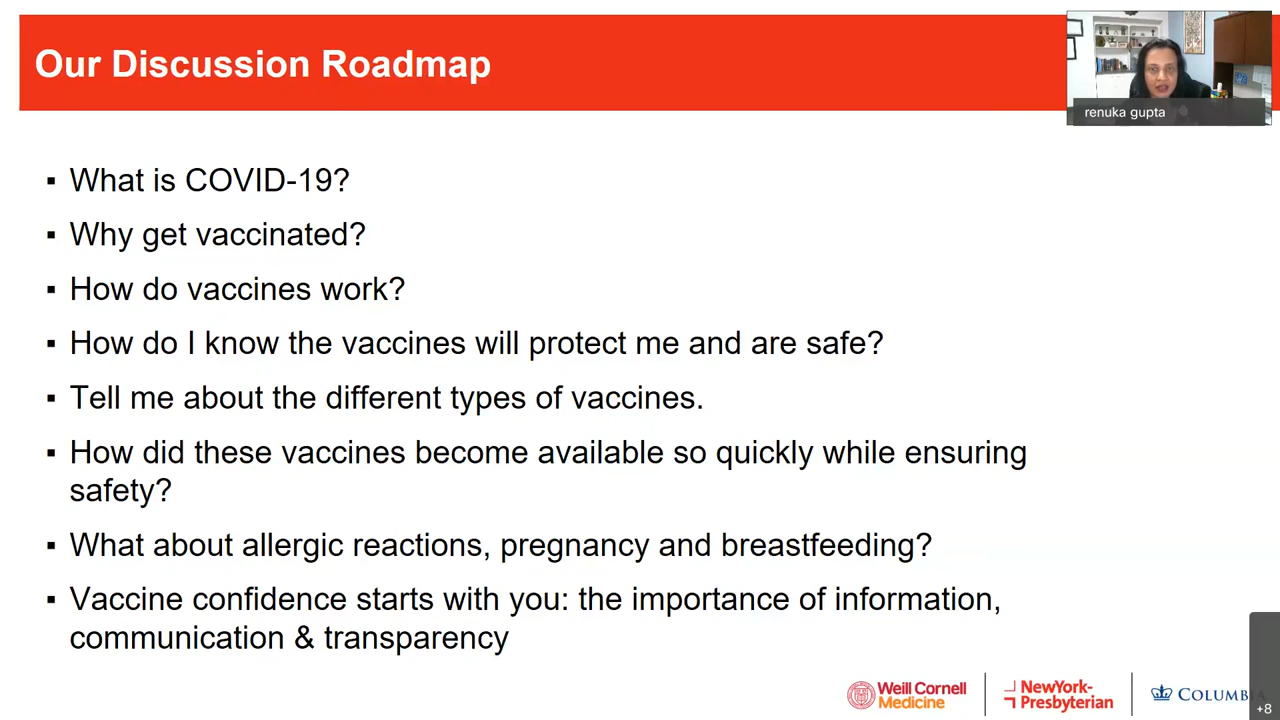 Our Discussion Roadmap
renuka gupta
▪ What is COVID-19?
▪ Why get vaccinated?
▪ How do vaccines work?
▪ How do I know the vaccines will protect me and are safe?
▪ Tell me about the different types of vaccines.
▪ How did these vaccines become available so quickly while ensuring
safety?
▪ What about allergic reactions, pregnancy and breastfeeding?
▪ Vaccine confidence starts with you: the importance of information,
communication & transparency
Weill Cornell
Medicine
NewYork-
Presbyterian
COLUMBI
+8